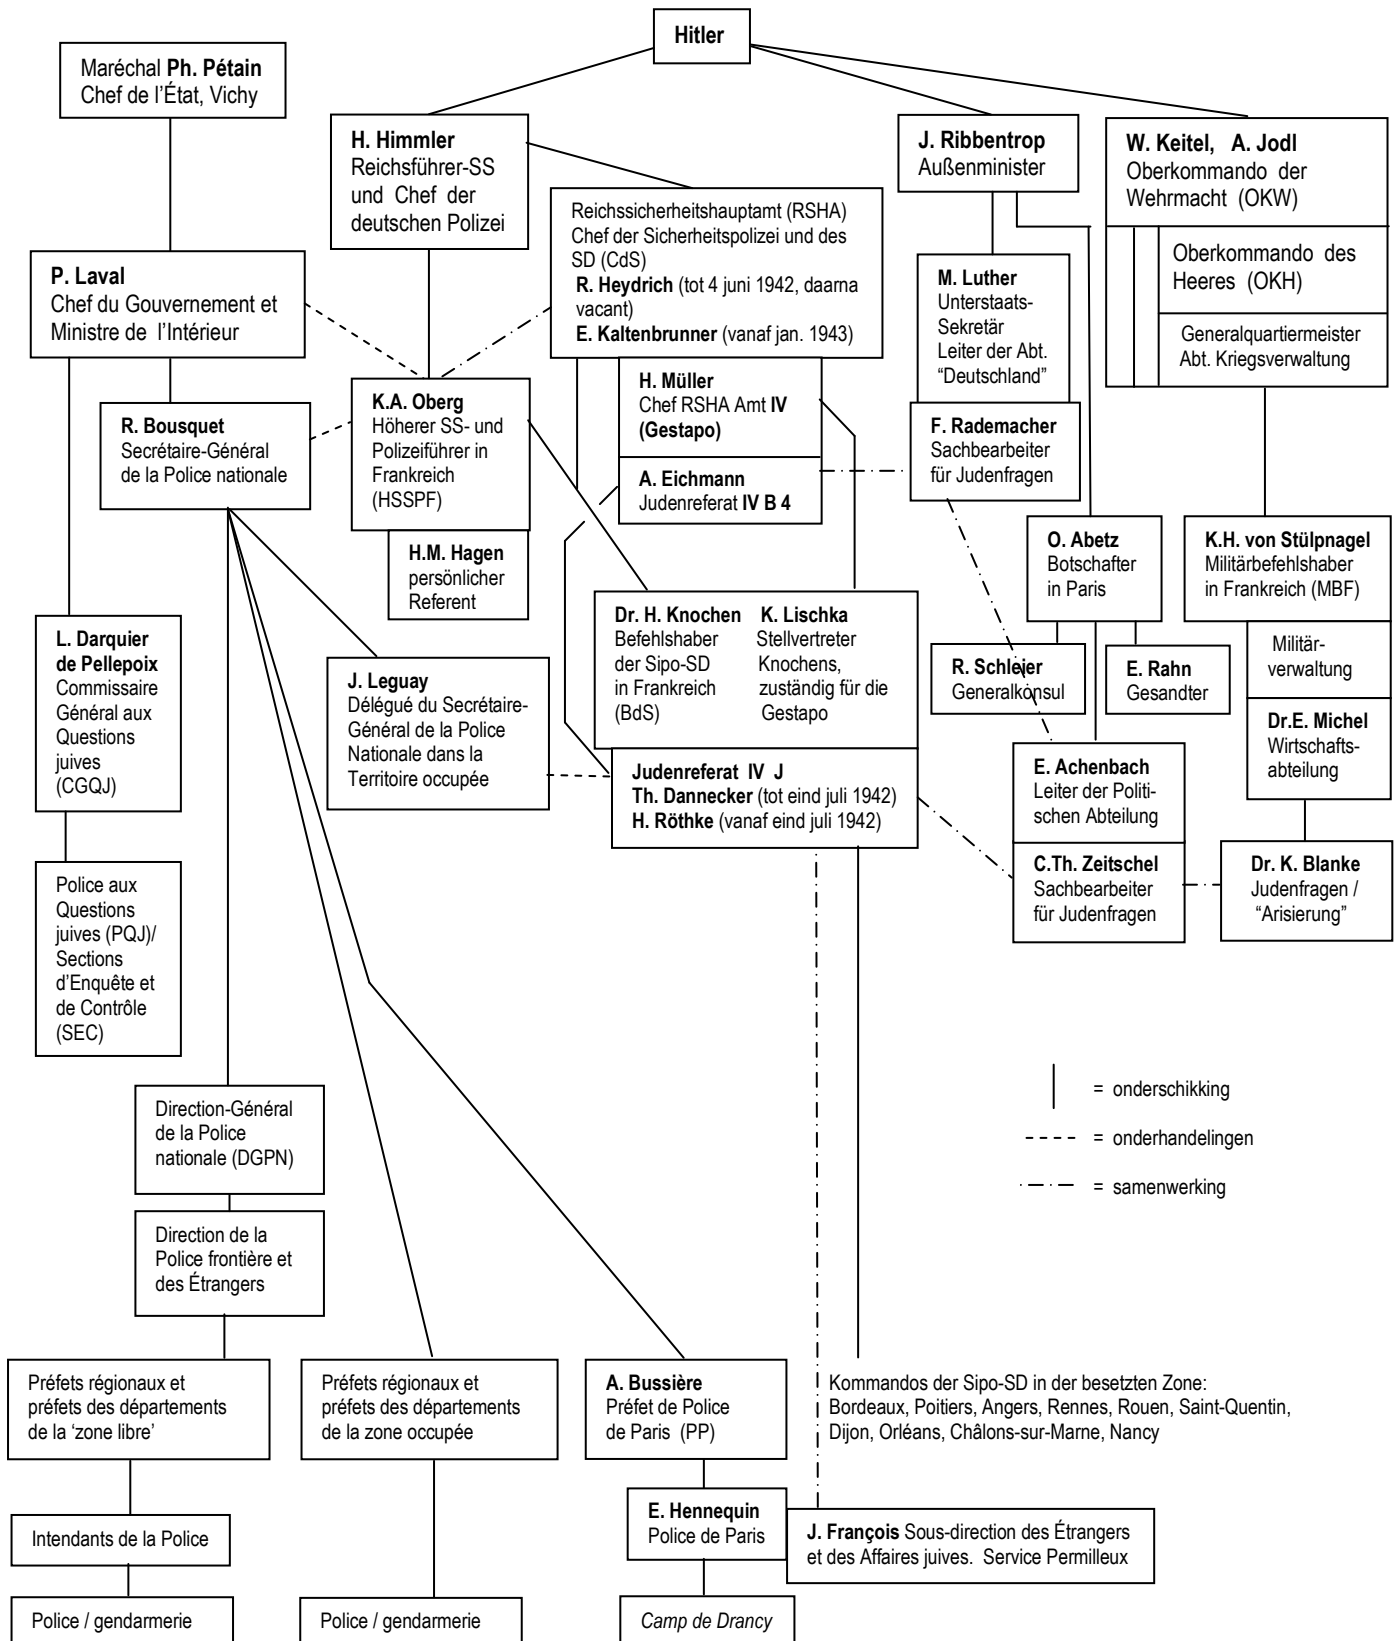 Hitler
Maréchal Ph. Pétain
Chef de l'État, Vichy
H. Himmler
Reichsführer-SS
und Chef der
deutschen Polizei
J. Ribbentrop
Außenminister
W. Keitel, A. Jodl
Oberkommando der
Wehrmacht (OKW)
Reichssicherheitshauptamt (RSHA)
Chef der Sicherheitspolizei und des
SD (CdS)
R. Heydrich (tot 4 juni 1942, daarna
vacant)
E. Kaltenbrunner (vanaf jan. 1943)
Oberkommando des
Heeres (OKH)
Generalquartiermeister
Abt. Kriegsverwaltung
P. Laval
Chef du Gouvernement et
Ministre de l'Intérieur
M. Luther
Unterstaats-
Sekretär
Leiter der Abt.
“Deutschland”
H. Müller
Chef RSHA Amt IV
(Gestapo)
K.A. Oberg
Höherer SS- und
Polizeiführer in
Frankreich
(HSSPF)
R. Bousquet
Secrétaire-Général
de la Police nationale
F. Rademacher
Sachbearbeiter
für Judenfragen
A. Eichmann
Judenreferat IV B 4
H.M. Hagen
persönlicher
Referent
O. Abetz
Botschafter
in Paris
K.H. von Stülpnagel
Militärbefehlshaber
in Frankreich (MBF)
L. Darquier
de Pellepoix
Commissaire
Général aux
Questions
juives
(CGQJ)
J. Leguay
Délégué du Secrétaire-
Général de la Police
Nationale dans la
Territoire occupée
Dr. H. Knochen
Befehlshaber
der Sipo-SD
in Frankreich
(BdS)
K. Lischka
Stellvertreter
Knochens,
zuständig für die
Gestapo
R. Schleier
Generalkonsul
E. Rahn
Gesandter
Militär-
verwaltung
Dr.E. Michel
Wirtschafts-
abteilung
Judenreferat IV J
Th. Dannecker (tot eind juli 1942)
H. Röthke (vanaf eind juli 1942)
E. Achenbach
Leiter der Politi-
schen Abteilung
C.Th. Zeitschel
Sachbearbeiter
für Judenfragen
Dr. K. Blanke
Judenfragen /
“Arisierung”
Police aux
Questions
juives (PQJ)/
Sections
d'Enquête et
de Contrôle
(SEC)
Direction-Général
de la Police
nationale (DGPN)
Direction de la
Police frontière et
des Étrangers
= onderschikking
= onderhandelingen
= samenwerking
Préfets régionaux et
préfets des départements
de la ‘zone libre’
Préfets régionaux et
préfets des départements
de la zone occupée
A. Bussière
Préfet de Police
de Paris (PP)
Kommandos der Sipo-SD in der besetzten Zone:
Bordeaux, Poitiers, Angers, Rennes, Rouen, Saint-Quentin,
Dijon, Orléans, Châlons-sur-Marne, Nancy
Intendants de la Police
E. Hennequin
Police de Paris
J. François Sous-direction des Étrangers
et des Affaires juives. Service Permilleux
Police / gendarmerie
Police / gendarmerie
Camp de Drancy